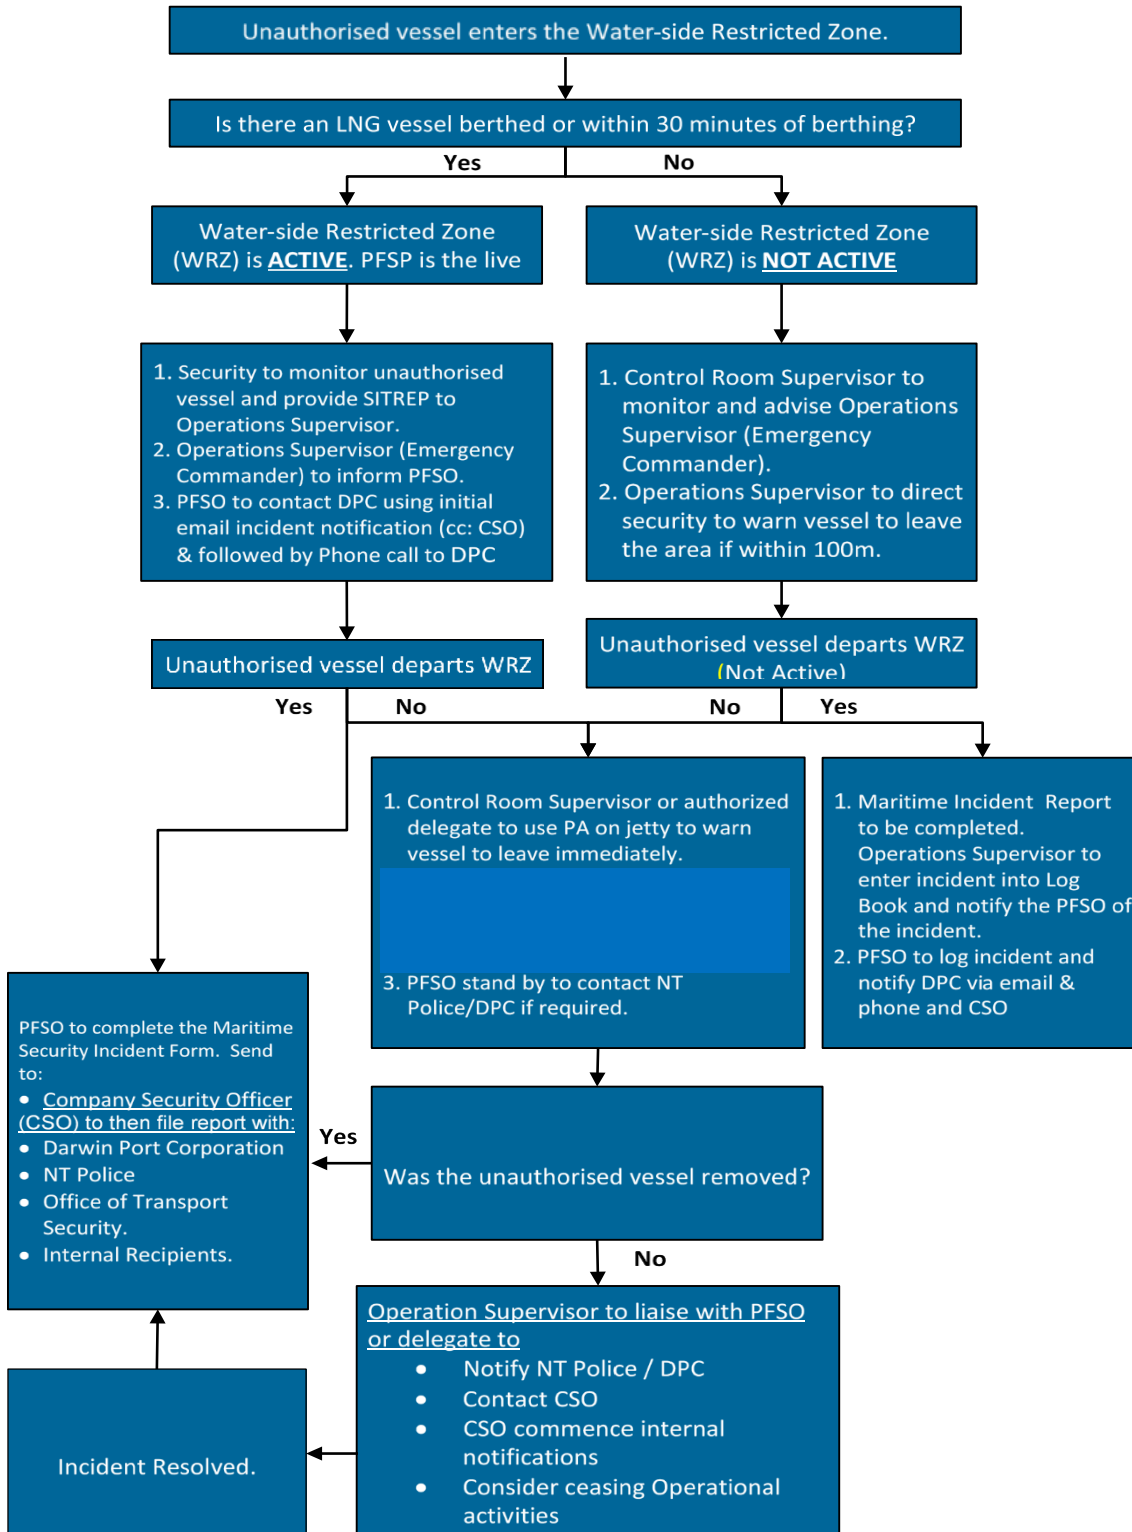 Unauthorised vessel enters the Water-side Restricted Zone.
Is there an LNG vessel berthed or within 30 minutes of berthing?
Yes
No
Water-side Restricted Zone
(WRZ) is ACTIVE. PFSP is the live
Water-side Restricted Zone
(WRZ) is NOT ACTIVE
1. Security to monitor unauthorised
vessel and provide SITREP to
Operations Supervisor.
2. Operations Supervisor (Emergency
Commander) to inform PFSO.
3. PFSO to contact DPC using initial
email incident notification (cc: CSO)
& followed by Phone call to DPC
1. Control Room Supervisor to
monitor and advise Operations
Supervisor (Emergency
Commander).
2. Operations Supervisor to direct
security to warn vessel to leave
the area if within 100m.
Unauthorised vessel departs WRZ
Unauthorised vessel departs WRZ
(Not Active)
Yes
No
No
Yes
1. Control Room Supervisor or authorized
delegate to use PA on jetty to warn
vessel to leave immediately.
3. PFSO stand by to contact NT
Police/DPC if required.
1. Maritime Incident Report
to be completed.
Operations Supervisor to
enter incident into Log
Book and notify the PFSO of
the incident.
2. PFSO to log incident and
notify DPC via email &
phone and CSO
PFSO to complete the Maritime
Security Incident Form. Send
to:
● Company Security Officer
(CSO) to then file report with:
● Darwin Port Corporation
● NT Police
● Office of Transport
Security.
● Internal Recipients.
Yes
Was the unauthorised vessel removed?
No
Operation Supervisor to liaise with PFSO
or delegate to
● Notify NT Police / DPC
● Contact CSO
● CSO commence internal
notifications
● Consider ceasing Operational
activities
Incident Resolved.